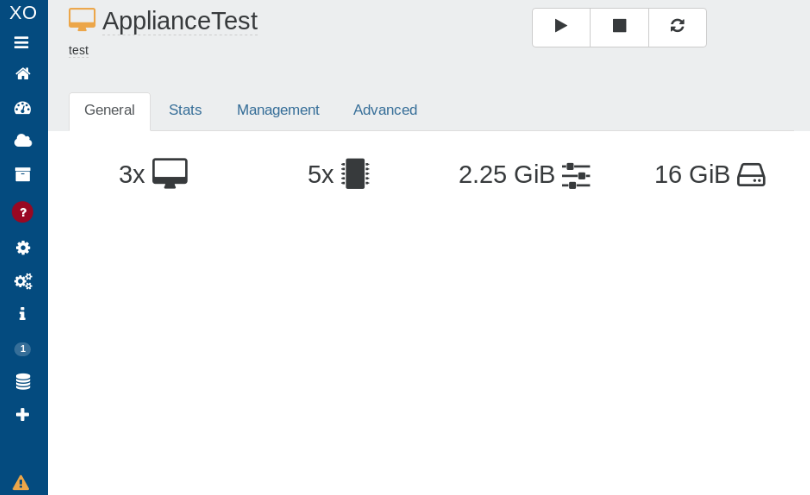 XO
ApplianceTest
test
General Stats Management Advanced
3x 5x 2.25 GiB 16 GiB
?
1